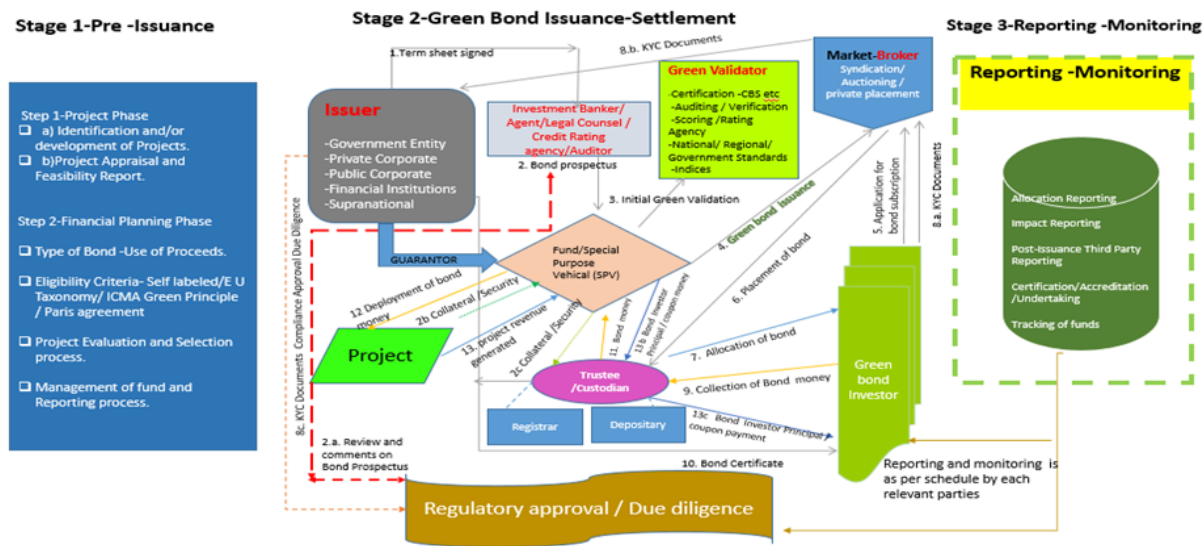 Stage 1-Pre -Issuance
Step 1-Project Phase
a) Identification and/or
development of Projects.
b)Project Appraisal and
Feasibility Report.
Step 2-Financial Planning Phase
Type of Bond -Use of Proceeds.
Eligibility Criteria- Self labeled/E U
Taxonomy/ ICMA Green Principle
/ Paris agreement
Project Evaluation and Selection
process.
Management of fund and
Reporting process.
Stage 2-Green Bond Issuance-Settlement
1.Term sheet signed
8.b. KYC Documents
Issuer
-Government Entity
-Private Corporate
-Public Corporate
-Financial Institutions
-Supranational
Investment Banker/
Agent/Legal Counsel /
Credit Rating
agency/Auditor
2. Bond prospectus
Green Validator
-Certification -CBS etc
-Auditing / Verification
-Scoring /Rating
Agency
-National/ Regional/
Government Standards
-Indices
Market-Broker
Syndication/
Auctioning /
private placement
3. Initial Green Validation
GUARANTOR
Fund/Special
Purpose
Vehical (SPV)
4. Green bond issuance
5. Application for
bond subscription
8.a. KYC Documents
6. Placement of bond
12 Deployment of bond
money
2b Collateral /Security
13. project revenue
generated
2c Collateral /Security
11. Bond money
13 b Bond Investor
Principal / coupon money
7. Allocation of bond
Project
Trustee
/Custodian
9. Collection of Bond money
Green
bond
Investor
Registrar
Depositary
13c Bond Investor Principal /
coupon payment
8c. KYC Documents Compliance Approval Due Diligence
2.a. Review and
comments on
Bond Prospectus
10. Bond Certificate
Regulatory approval / Due diligence
Stage 3-Reporting -Monitoring
Reporting -Monitoring
Allocation Reporting
Impact Reporting
Post-Issuance Third Party
Reporting
Certification/Accreditation
/Undertaking
Tracking of funds
Reporting and monitoring is
as per schedule by each
relevant parties